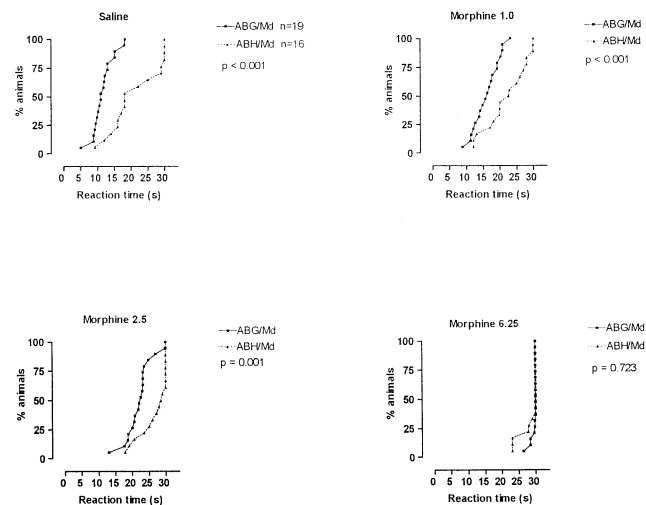 Saline
ABG/Md n=19
ABH/Md n=16
p < 0.001
100
75
50
25
0
% animals
0 5 10 15 20 25 30
Reaction time (s)
Morphine 1.0
ABG/Md
ABH/Md
p < 0.001
100
75
50
25
0
% animals
0 5 10 15 20 25 30
Reaction time (s)
Morphine 2.5
ABG/Md
ABH/Md
p = 0.001
100
75
50
25
0
% animals
0 5 10 15 20 25 30
Reaction time (s)
Morphine 6.25
ABG/Md
ABH/Md
p = 0.723
100
75
50
25
0
% animals
0 5 10 15 20 25 30
Reaction time (s)